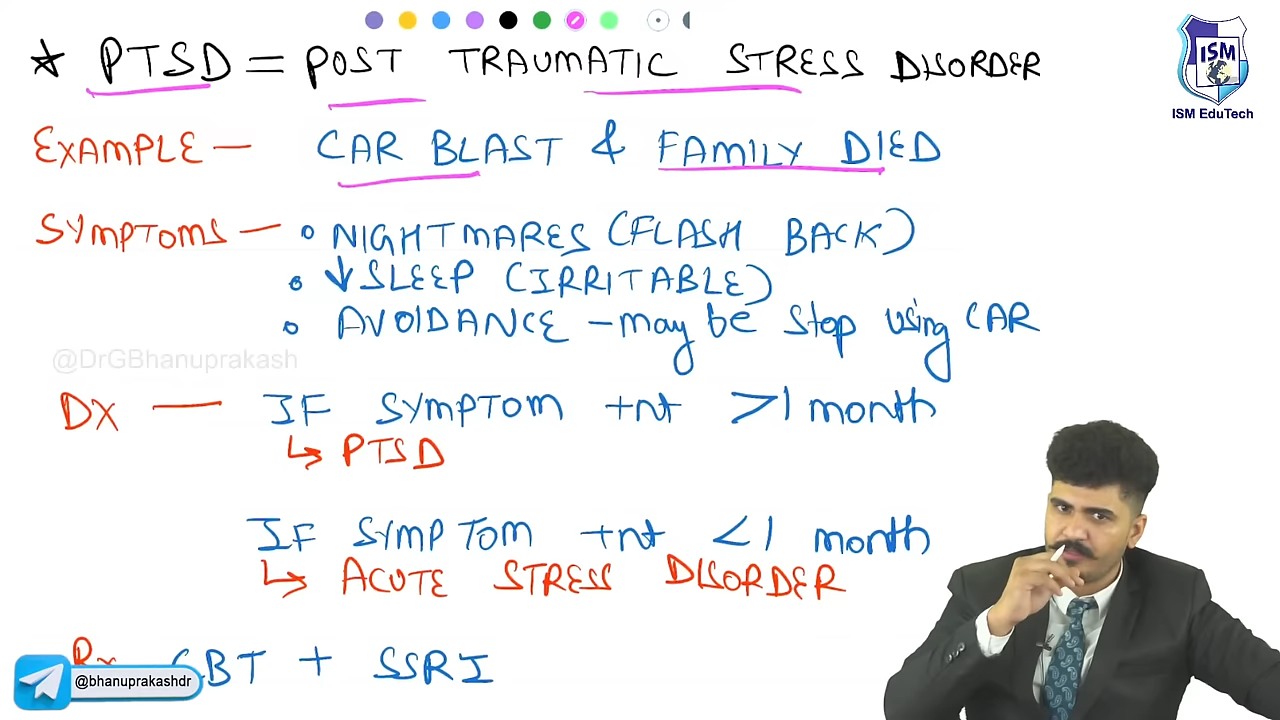 ★ PTSD = POST TRAUMATIC STRESS DISORDER
ISM
ISM EduTech
EXAMPLE — CAR BLAST & FAMILY DIED
SYMPTOMS — • NIGHTMARES (FLASH BACK)
• ↓ SLEEP (IRRITABLE)
• AVOIDANCE – may be stop using CAR
@DrGBhanuprakash
DX — IF SYMPTOM +nt >1 month
↳ PTSD
IF SYMPTOM +nt <1 month
↳ ACUTE STRESS DISORDER
Rx CBT + SSRI
@bhanuprakashdr